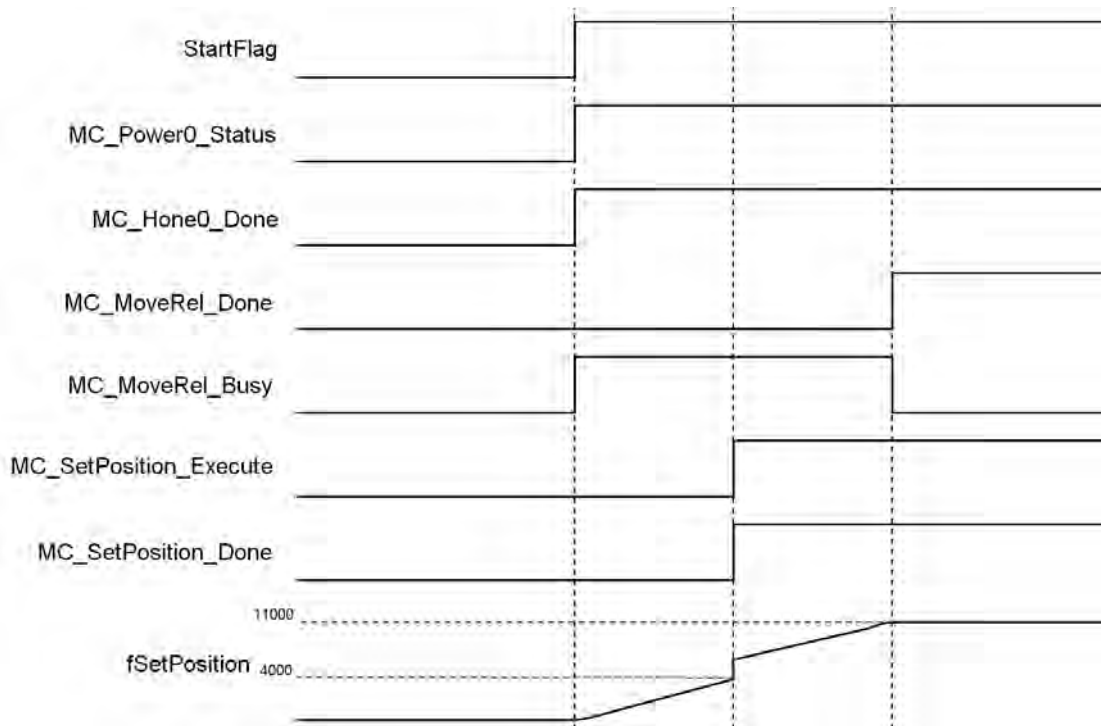 StartFlag
MC_Power0_Status
MC_Hone0_Done
MC_MoveRel_Done
MC_MoveRel_Busy
MC_SetPosition_Execute
MC_SetPosition_Done
11000
fSetPosition 4000